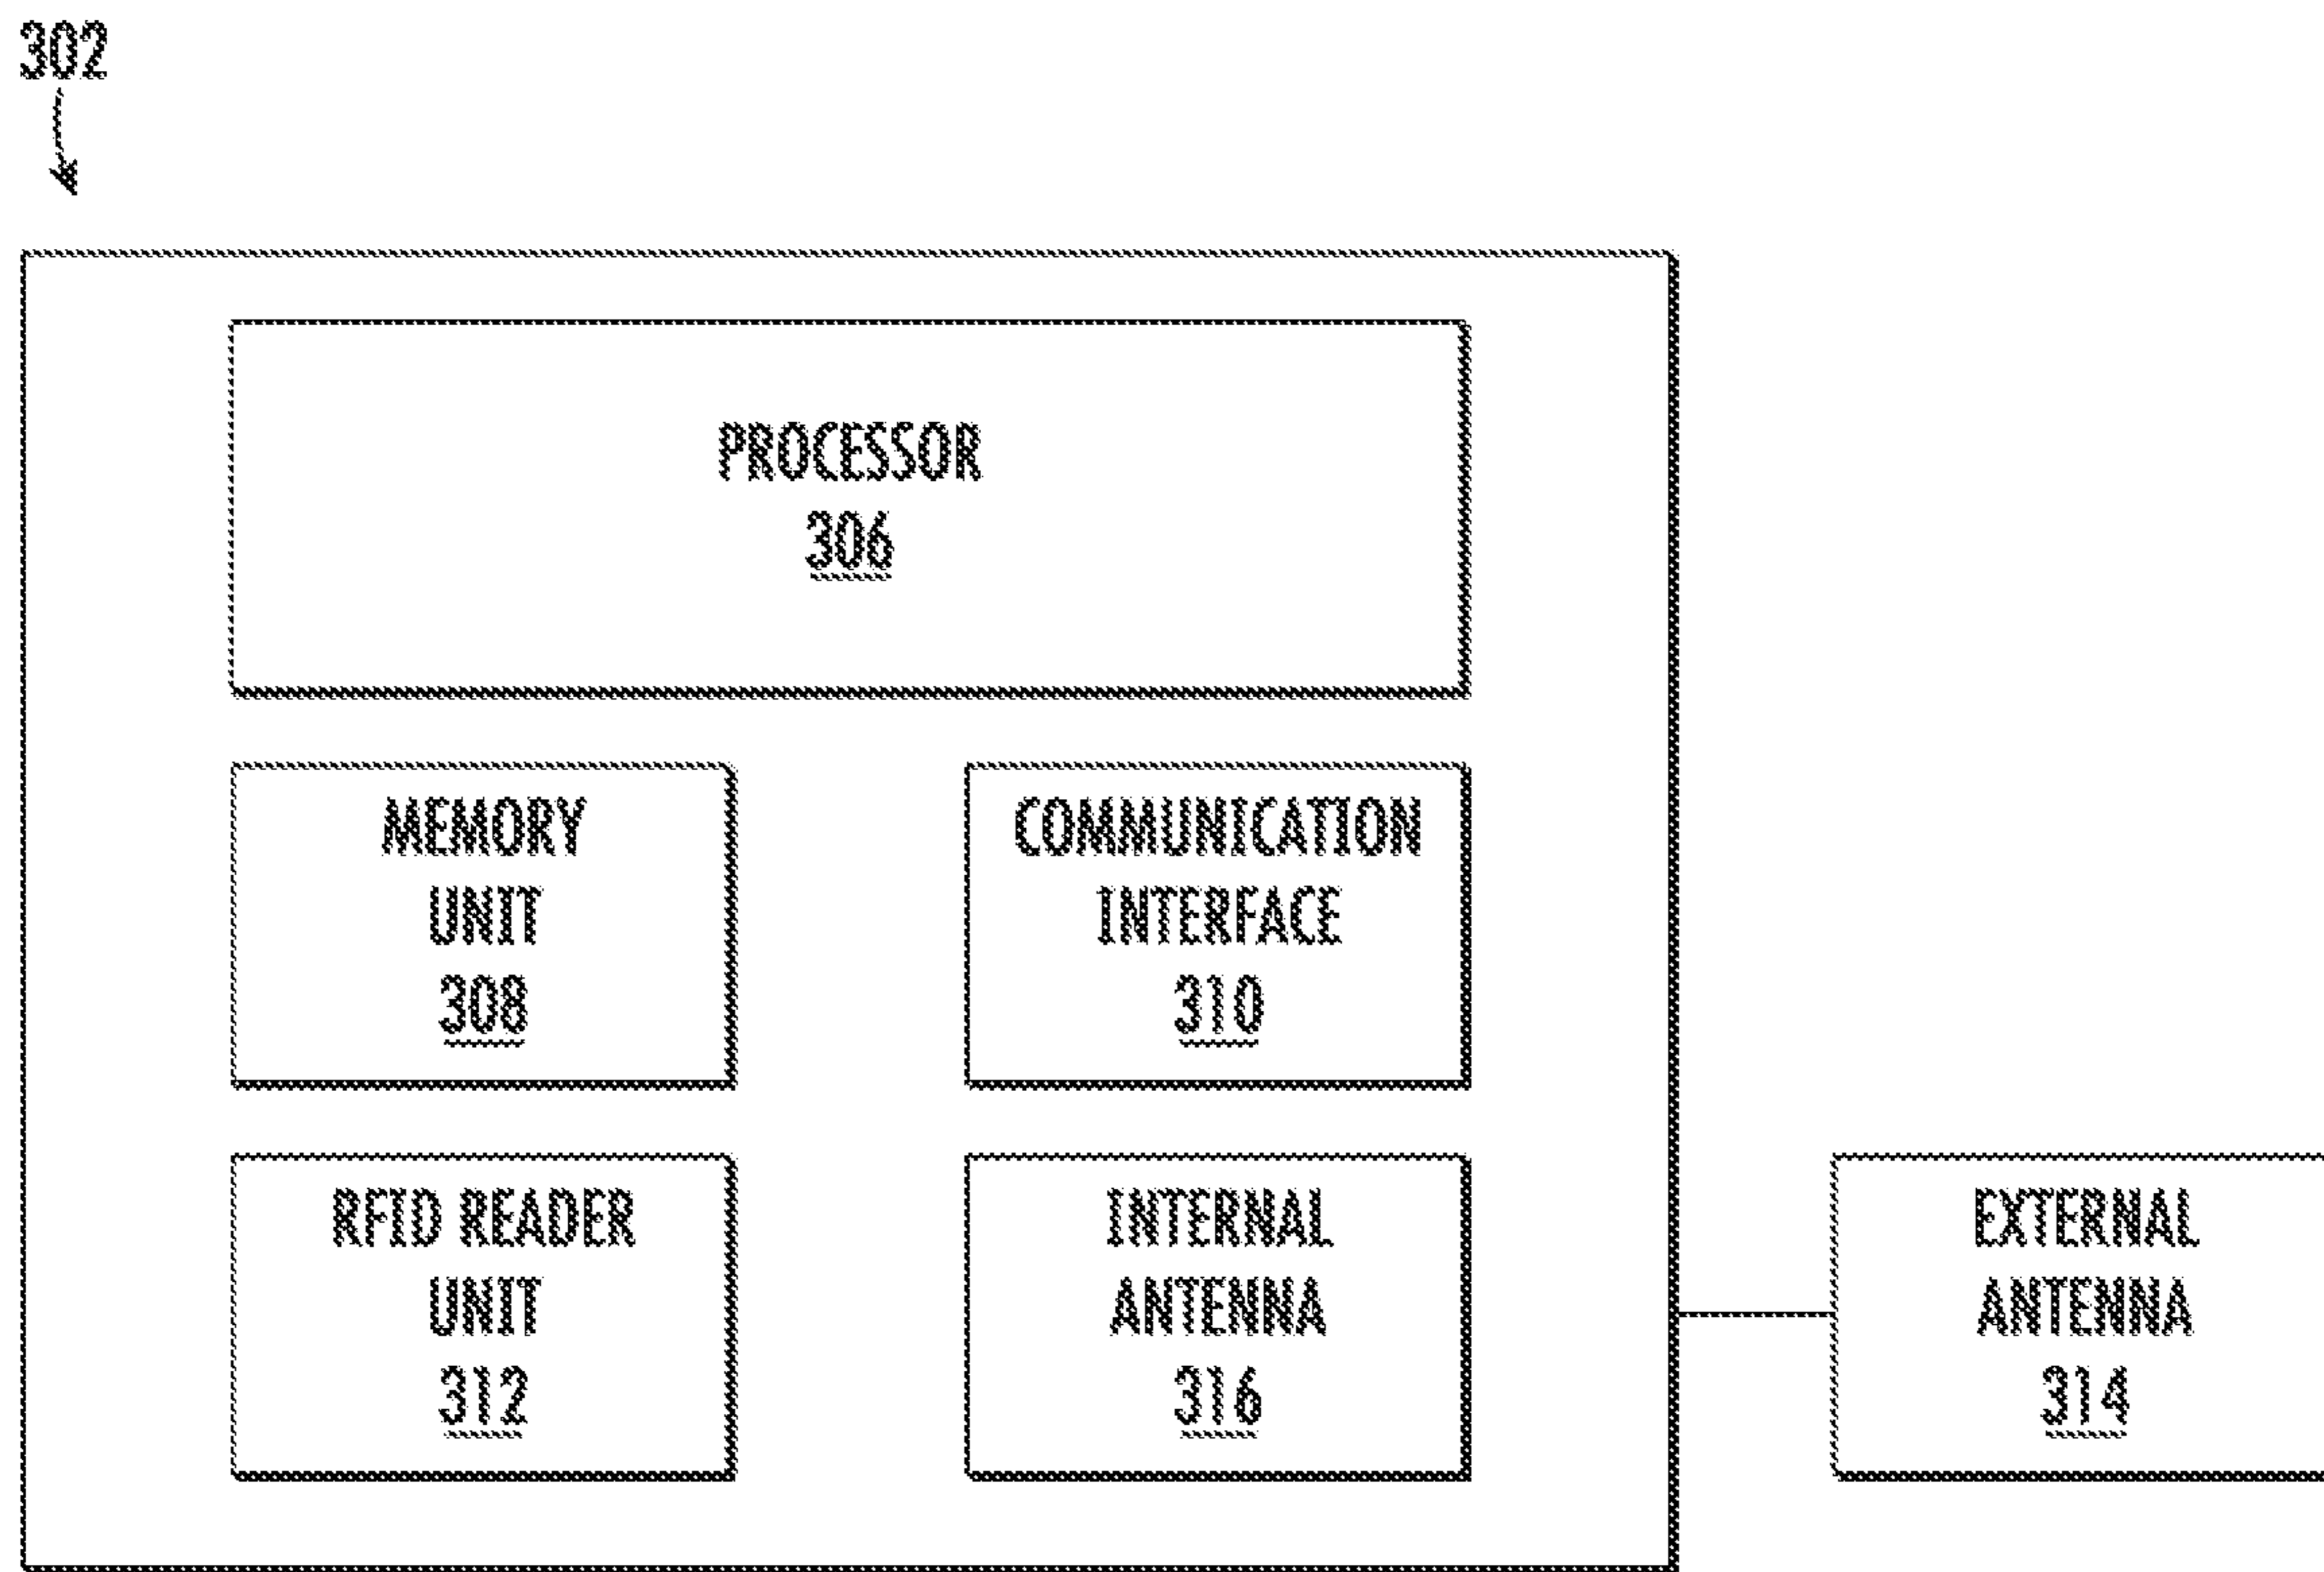 302
PROCESSOR
306
MEMORY
UNIT
308
COMMUNICATION
INTERFACE
310
RFID READER
UNIT
312
INTERNAL
ANTENNA
316
EXTERNAL
ANTENNA
314